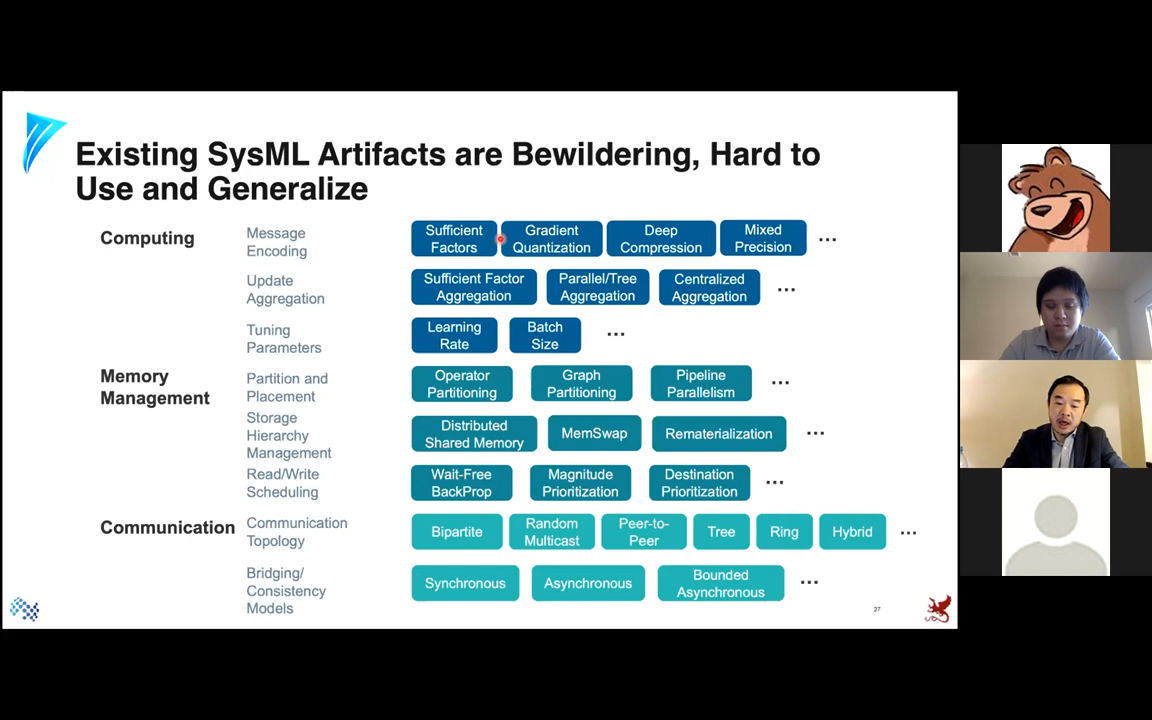 Existing SysML Artifacts are Bewildering, Hard to
Use and Generalize
Computing
Message
Encoding
Sufficient
Factors
Gradient
Quantization
Deep
Compression
Mixed
Precision
...
Update
Aggregation
Sufficient Factor
Aggregation
Parallel/Tree
Aggregation
Centralized
Aggregation
...
Tuning
Parameters
Learning
Rate
Batch
Size
...
Memory
Management
Partition and
Placement
Operator
Partitioning
Graph
Partitioning
Pipeline
Parallelism
...
Storage
Hierarchy
Management
Distributed
Shared Memory
MemSwap
Rematerialization
...
Read/Write
Scheduling
Wait-Free
BackProp
Magnitude
Prioritization
Destination
Prioritization
...
Communication
Communication
Topology
Bipartite
Random
Multicast
Peer-to-
Peer
Tree
Ring
Hybrid
...
Bridging/
Consistency
Models
Synchronous
Asynchronous
Bounded
Asynchronous
...
27